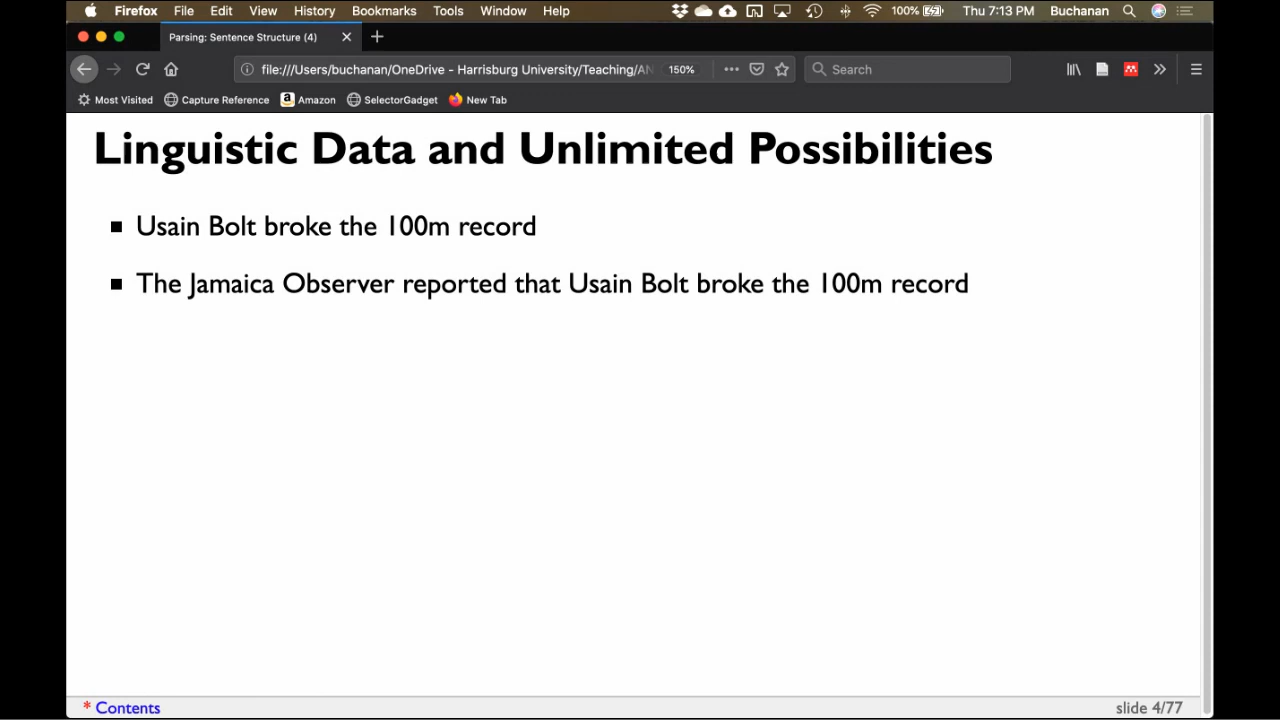 Firefox File Edit View History Bookmarks Tools Window Help 100% Thu 7:13 PM Buchanan
Parsing: Sentence Structure (4)
file:///Users/buchanan/OneDrive - Harrisburg University/Teaching/AN 150% Search
Most Visited Capture Reference Amazon SelectorGadget New Tab
Linguistic Data and Unlimited Possibilities
Usain Bolt broke the 100m record
The Jamaica Observer reported that Usain Bolt broke the 100m record
* Contents slide 4/77